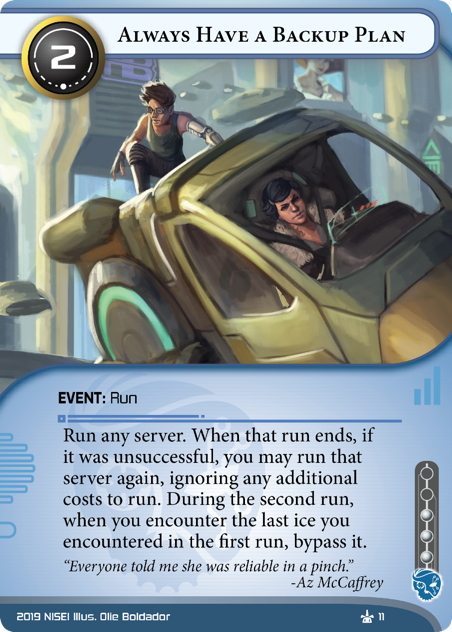 2
Always Have a Backup Plan
EVENT: Run
Run any server. When that run ends, if
it was unsuccessful, you may run that
server again, ignoring any additional
costs to run. During the second run,
when you encounter the last ice you
encountered in the first run, bypass it.
“Everyone told me she was reliable in a pinch.”
-Az McCaffrey
2019 NISEI Illus. Olie Boldador
11